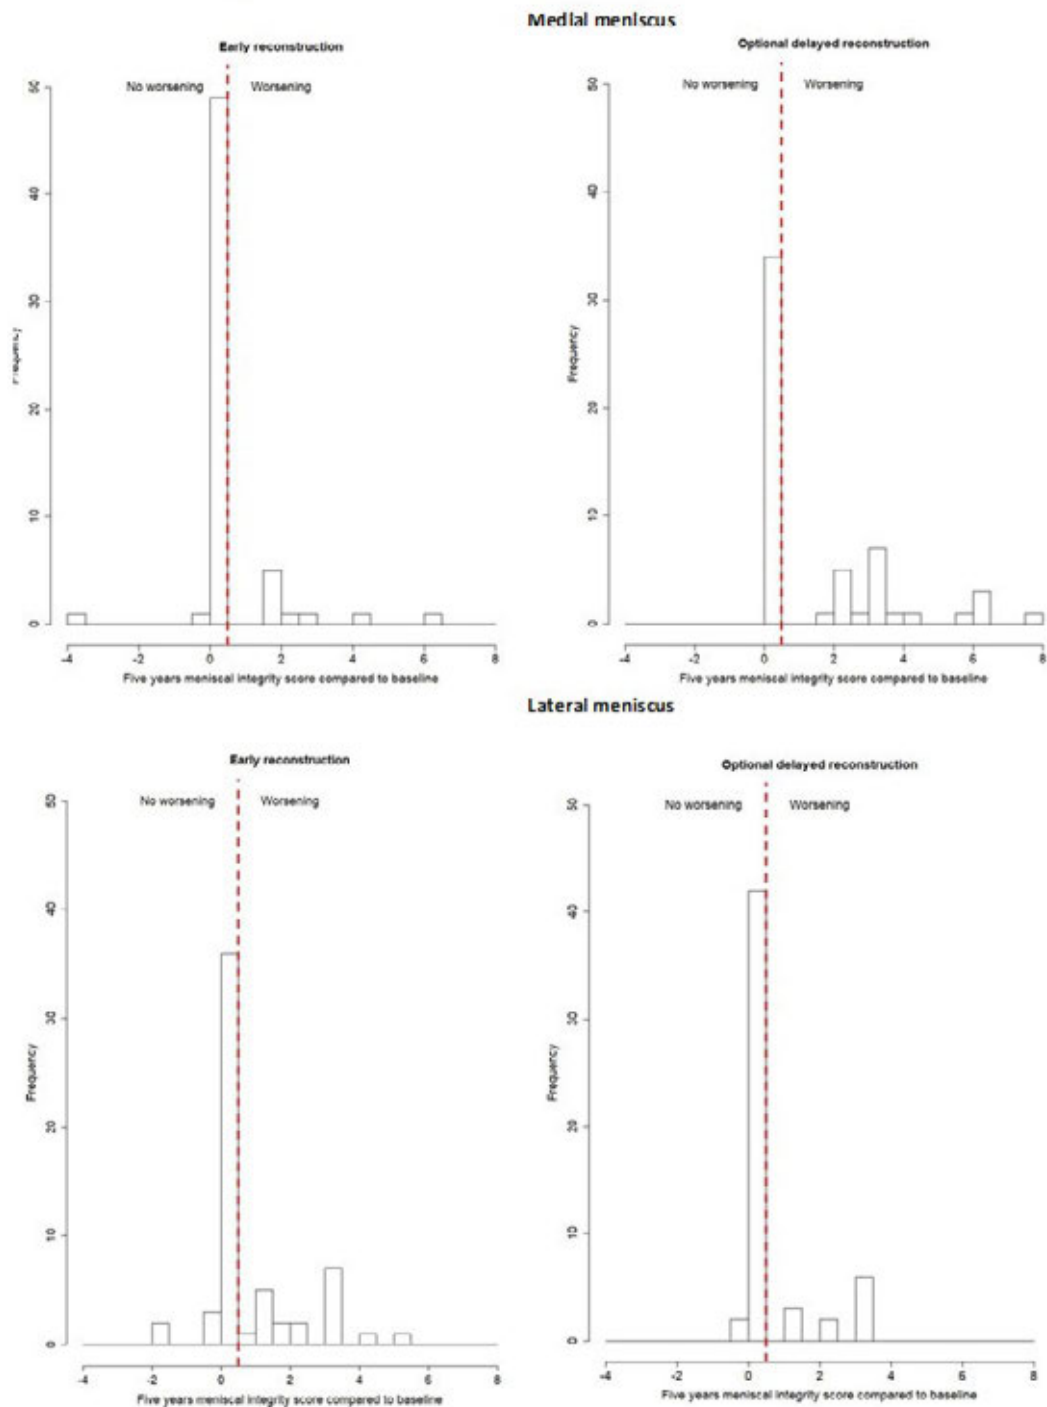 Medial meniscus
Early reconstruction
No worsening Worsening
50
40
30
20
10
0
Frequency
-4 -2 0 2 4 6 8
Five years meniscal integrity score compared to baseline
Optional delayed reconstruction
No worsening Worsening
50
40
30
20
10
0
Frequency
-4 -2 0 2 4 6 8
Five years meniscal integrity score compared to baseline
Lateral meniscus
Early reconstruction
No worsening Worsening
50
40
30
20
10
0
Frequency
-4 -2 0 2 4 6 8
Five years meniscal integrity score compared to baseline
Optional delayed reconstruction
No worsening Worsening
50
40
30
20
10
0
Frequency
-4 -2 0 2 4 6 8
Five years meniscal integrity score compared to baseline